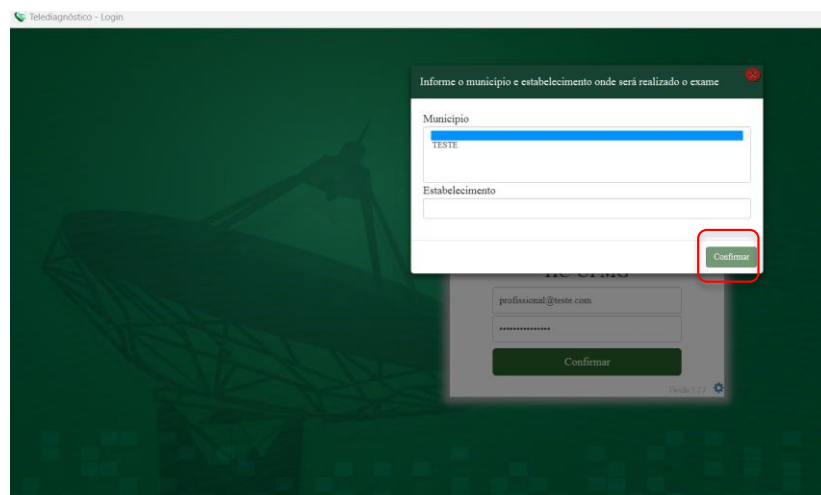 Telediagnóstico - Login
Informe o município e estabelecimento onde será realizado o exame
Município
TESTE
Estabelecimento
Confirmar
HC UFMG
profissional@teste.com
••••••••••••••
Confirmar